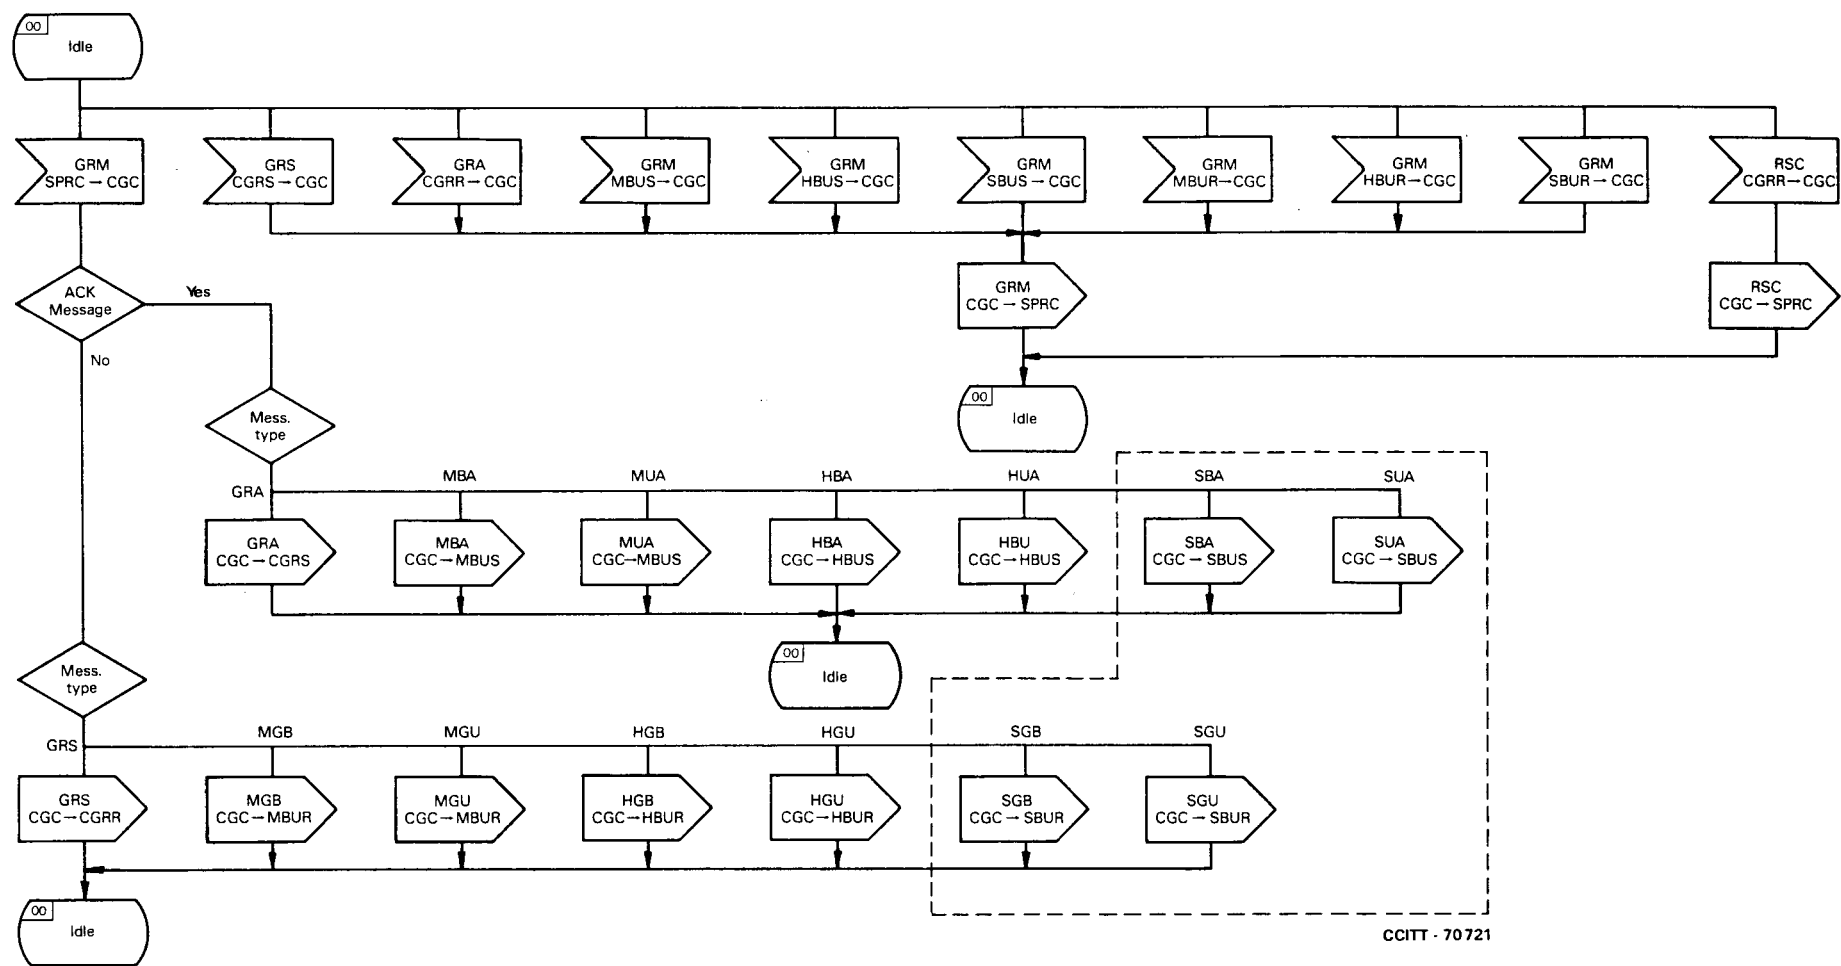 00
Idle
GRM
SPRC → CGC
GRS
CGRS → CGC
GRA
CGRR → CGC
GRM
MBUS → CGC
GRM
HBUS → CGC
GRM
SBUS → CGC
GRM
MBUR → CGC
GRM
HBUR → CGC
GRM
SBUR → CGC
RSC
CGRR → CGC
ACK
Message
Yes
No
GRM
CGC → SPRC
RSC
CGC → SPRC
00
Idle
Mess.
type
GRA
MBA
MUA
HBA
HUA
SBA
SUA
GRA
CGC → CGRS
MBA
CGC → MBUS
MUA
CGC → MBUS
HBA
CGC → HBUS
HBU
CGC → HBUS
SBA
CGC → SBUS
SUA
CGC → SBUS
00
Idle
Mess.
type
GRS
MGB
MGU
HGB
HGU
SGB
SGU
GRS
CGC → CGRR
MGB
CGC → MBUR
MGU
CGC → MBUR
HGB
CGC → HBUR
HGU
CGC → HBUR
SGB
CGC → SBUR
SGU
CGC → SBUR
00
Idle
CCITT - 70721